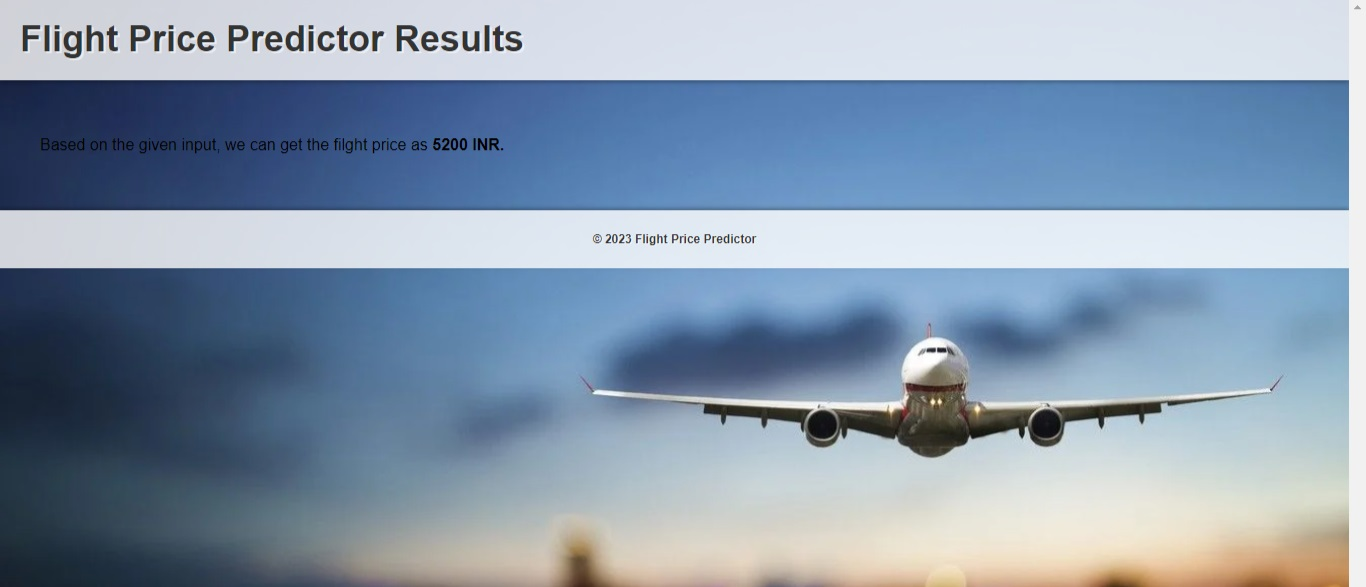 Flight Price Predictor Results
Based on the given input, we can get the filght price as 5200 INR.
© 2023 Flight Price Predictor